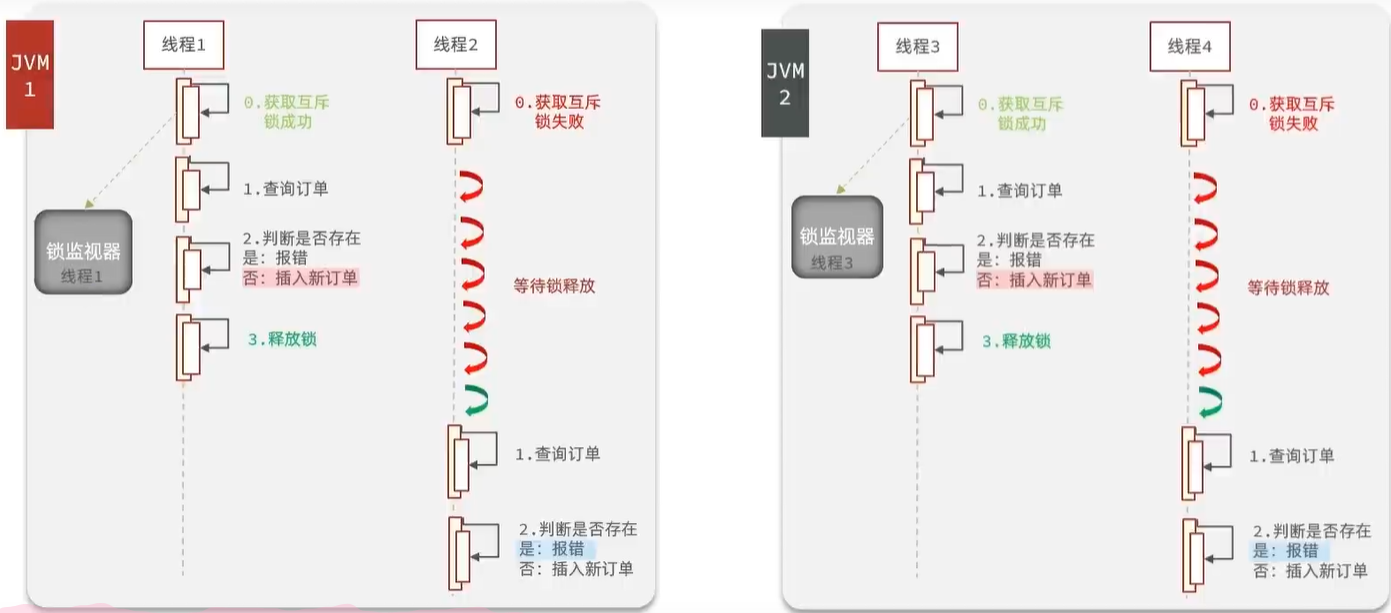 JVM
1
线程1
线程2
0.获取互斥
锁成功
0.获取互斥
锁失败
1.查询订单
锁监视器
线程1
2.判断是否存在
是：报错
否：插入新订单
等待锁释放
3.释放锁
1.查询订单
2.判断是否存在
是：报错
否：插入新订单
JVM
2
线程3
线程4
0.获取互斥
锁成功
0.获取互斥
锁失败
1.查询订单
锁监视器
线程3
2.判断是否存在
是：报错
否：插入新订单
等待锁释放
3.释放锁
1.查询订单
2.判断是否存在
是：报错
否：插入新订单